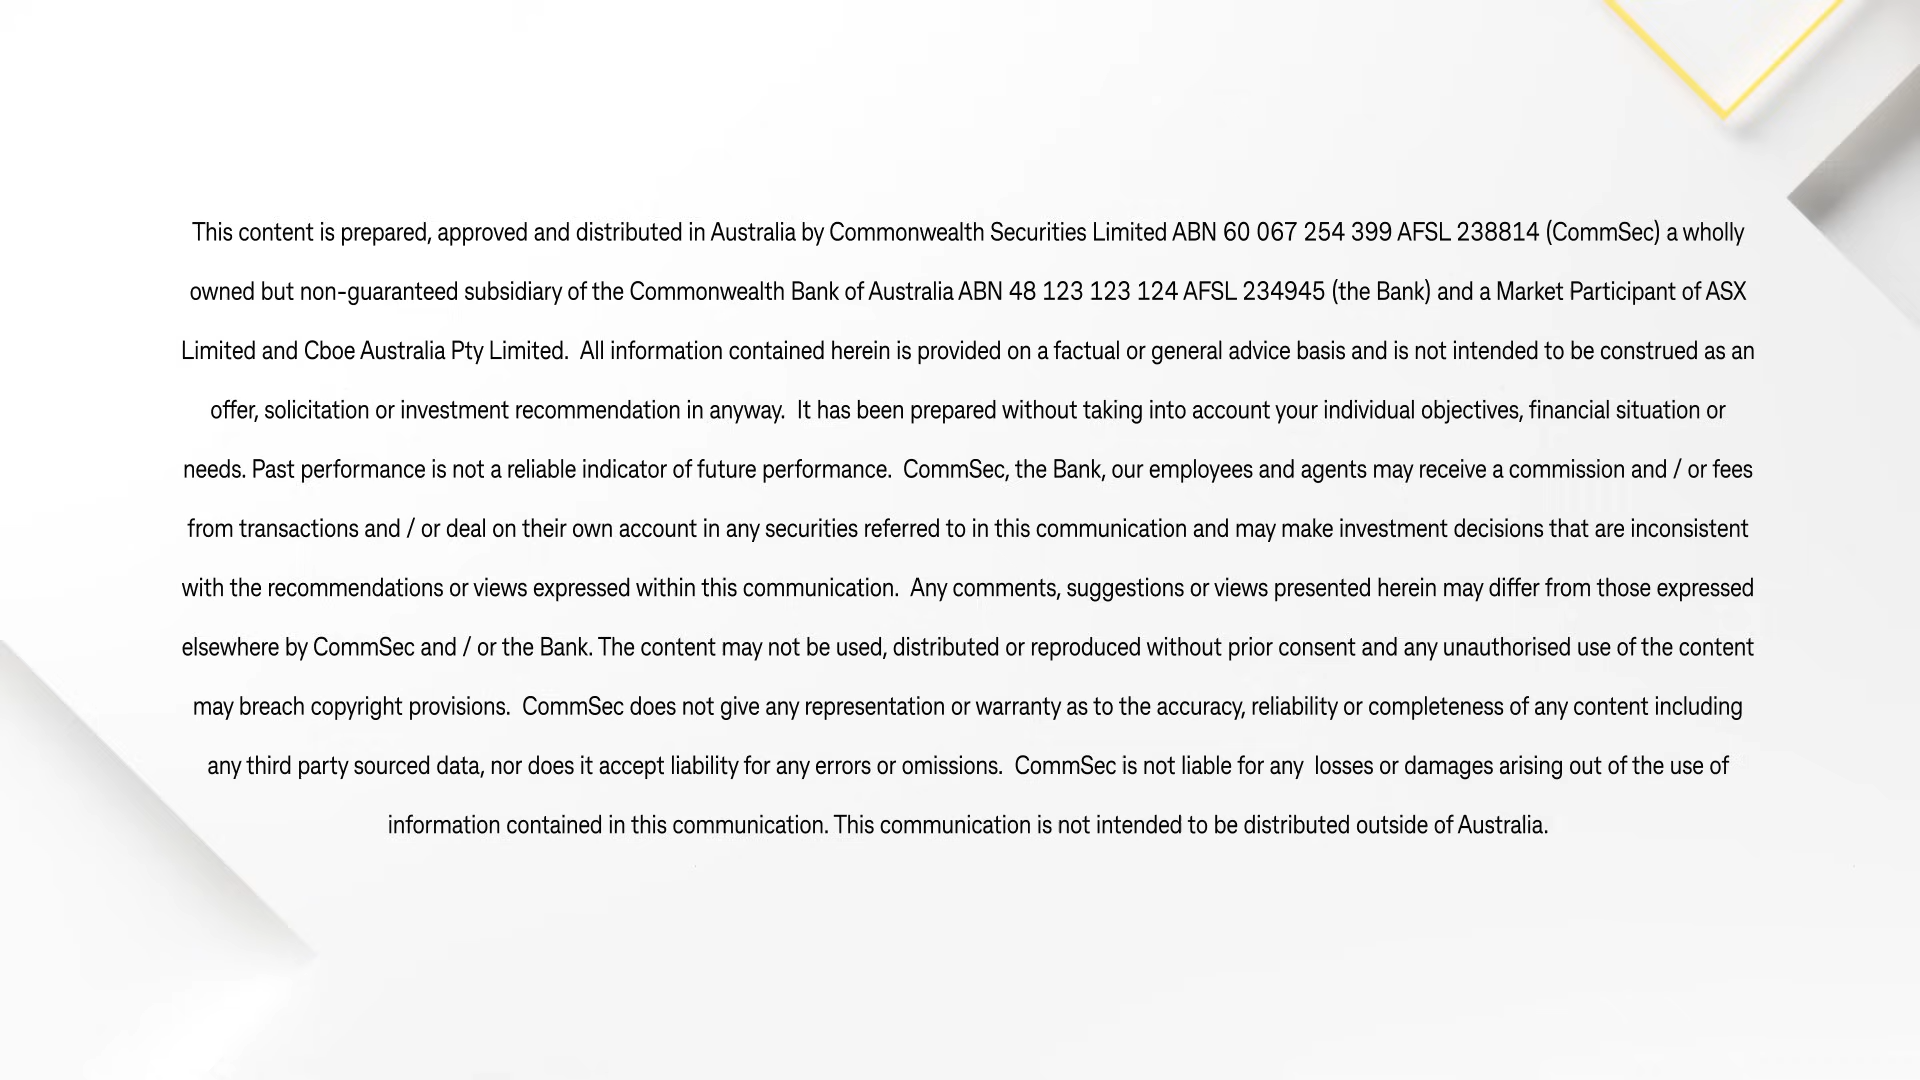 This content is prepared, approved and distributed in Australia by Commonwealth Securities Limited ABN 60 067 254 399 AFSL 238814 (CommSec) a wholly
owned but non-guaranteed subsidiary of the Commonwealth Bank of Australia ABN 48 123 123 124 AFSL 234945 (the Bank) and a Market Participant of ASX
Limited and Cboe Australia Pty Limited.  All information contained herein is provided on a factual or general advice basis and is not intended to be construed as an
offer, solicitation or investment recommendation in anyway.  It has been prepared without taking into account your individual objectives, financial situation or
needs. Past performance is not a reliable indicator of future performance.  CommSec, the Bank, our employees and agents may receive a commission and / or fees
from transactions and / or deal on their own account in any securities referred to in this communication and may make investment decisions that are inconsistent
with the recommendations or views expressed within this communication.  Any comments, suggestions or views presented herein may differ from those expressed
elsewhere by CommSec and / or the Bank. The content may not be used, distributed or reproduced without prior consent and any unauthorised use of the content
may breach copyright provisions.  CommSec does not give any representation or warranty as to the accuracy, reliability or completeness of any content including
any third party sourced data, nor does it accept liability for any errors or omissions.  CommSec is not liable for any  losses or damages arising out of the use of
information contained in this communication. This communication is not intended to be distributed outside of Australia.